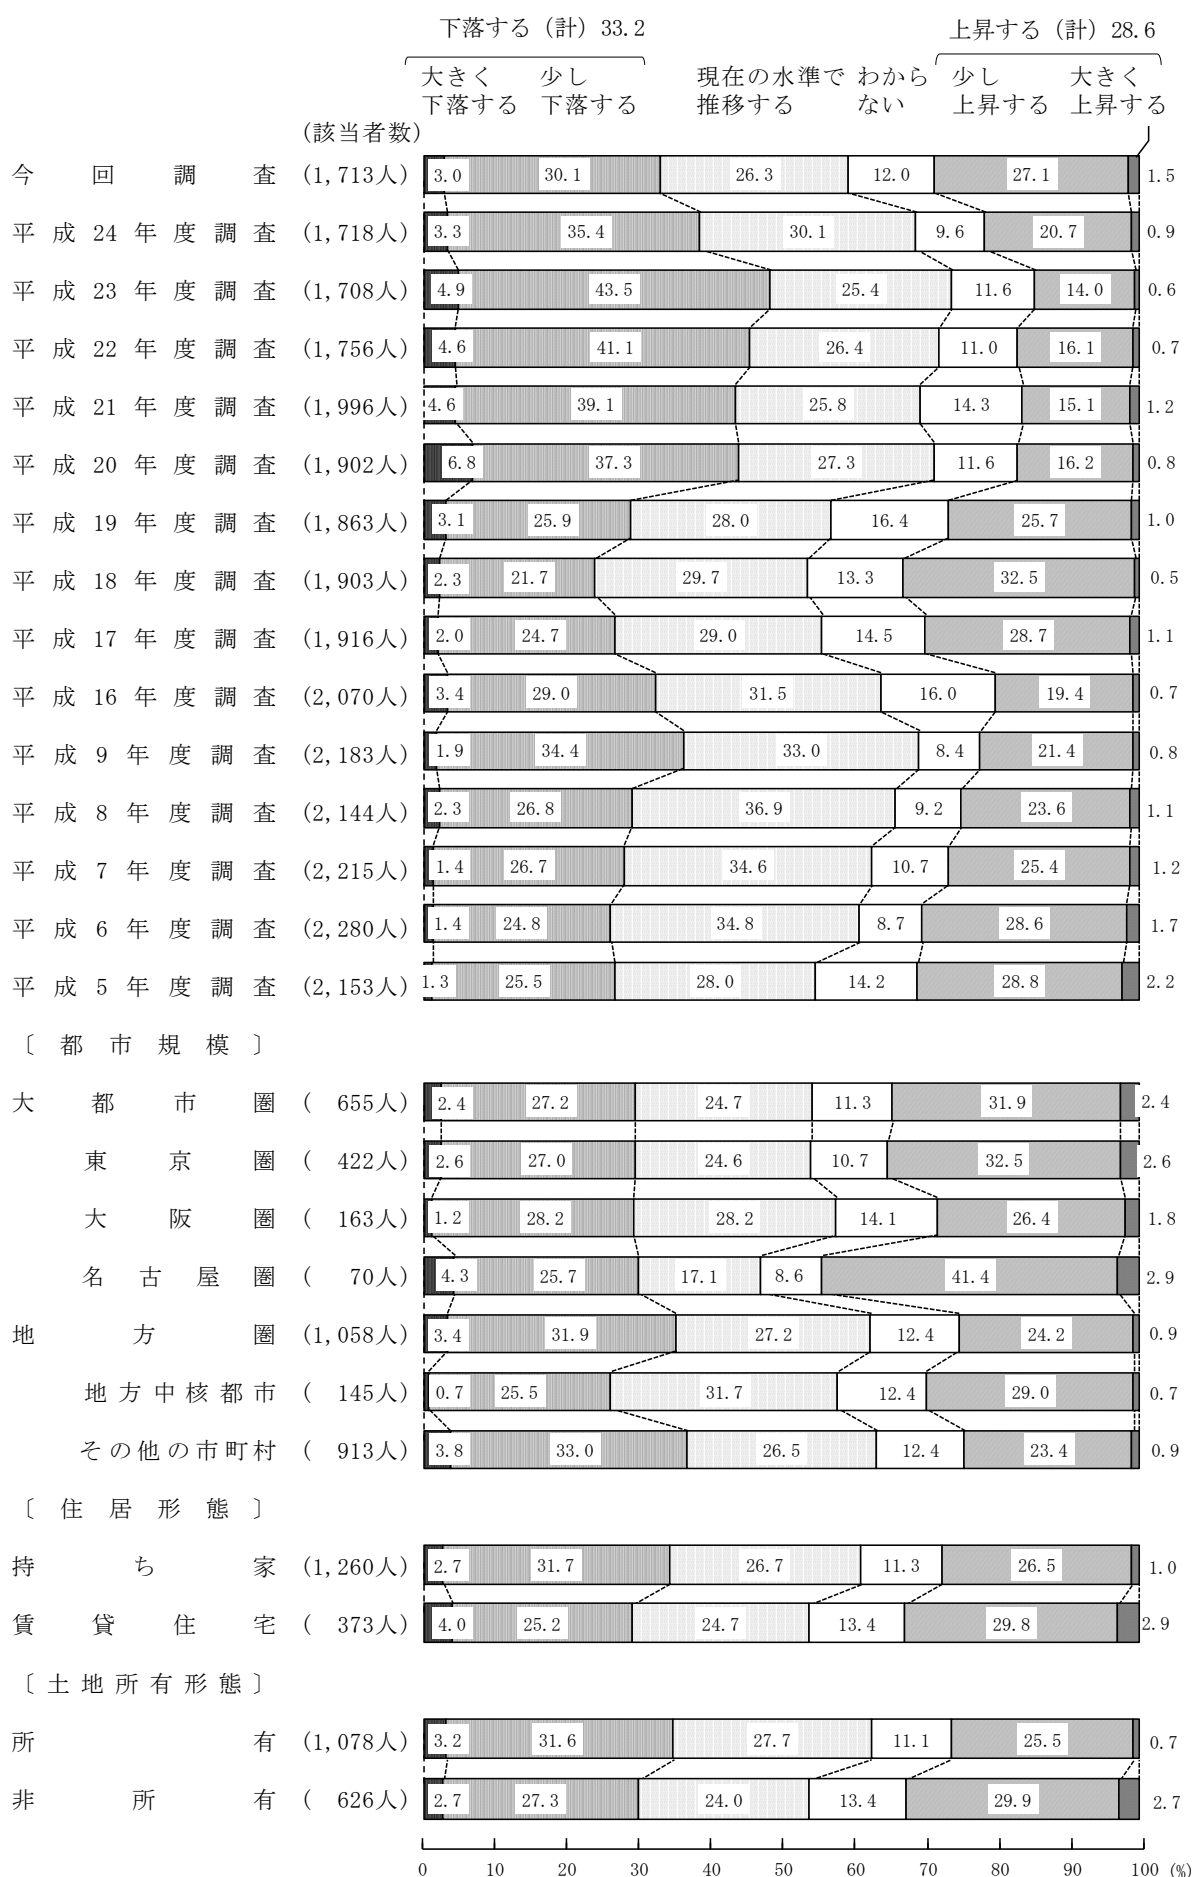 下落する（計）33.2 上昇する（計）28.6
大きく 少し 現在の水準で わから 少し 大きく
下落する 下落する 推移する ない 上昇する 上昇する
(該当者数)
今回調査 (1,713人) 3.0 30.1 26.3 12.0 27.1 1.5
平成24年度調査 (1,718人) 3.3 35.4 30.1 9.6 20.7 0.9
平成23年度調査 (1,708人) 4.9 43.5 25.4 11.6 14.0 0.6
平成22年度調査 (1,756人) 4.6 41.1 26.4 11.0 16.1 0.7
平成21年度調査 (1,996人) 4.6 39.1 25.8 14.3 15.1 1.2
平成20年度調査 (1,902人) 6.8 37.3 27.3 11.6 16.2 0.8
平成19年度調査 (1,863人) 3.1 25.9 28.0 16.4 25.7 1.0
平成18年度調査 (1,903人) 2.3 21.7 29.7 13.3 32.5 0.5
平成17年度調査 (1,916人) 2.0 24.7 29.0 14.5 28.7 1.1
平成16年度調査 (2,070人) 3.4 29.0 31.5 16.0 19.4 0.7
平成9年度調査 (2,183人) 1.9 34.4 33.0 8.4 21.4 0.8
平成8年度調査 (2,144人) 2.3 26.8 36.9 9.2 23.6 1.1
平成7年度調査 (2,215人) 1.4 26.7 34.6 10.7 25.4 1.2
平成6年度調査 (2,280人) 1.4 24.8 34.8 8.7 28.6 1.7
平成5年度調査 (2,153人) 1.3 25.5 28.0 14.2 28.8 2.2
〔都市規模〕
大都市圏 ( 655人) 2.4 27.2 24.7 11.3 31.9 2.4
東京圏 ( 422人) 2.6 27.0 24.6 10.7 32.5 2.6
大阪圏 ( 163人) 1.2 28.2 28.2 14.1 26.4 1.8
名古屋圏 ( 70人) 4.3 25.7 17.1 8.6 41.4 2.9
地方圏 (1,058人) 3.4 31.9 27.2 12.4 24.2 0.9
地方中核都市 ( 145人) 0.7 25.5 31.7 12.4 29.0 0.7
その他の市町村 ( 913人) 3.8 33.0 26.5 12.4 23.4 0.9
〔住居形態〕
持ち家 (1,260人) 2.7 31.7 26.7 11.3 26.5 1.0
賃貸住宅 ( 373人) 4.0 25.2 24.7 13.4 29.8 2.9
〔土地所有形態〕
所有 (1,078人) 3.2 31.6 27.7 11.1 25.5 0.7
非所有 ( 626人) 2.7 27.3 24.0 13.4 29.9 2.7
0 10 20 30 40 50 60 70 80 90 100 (%)